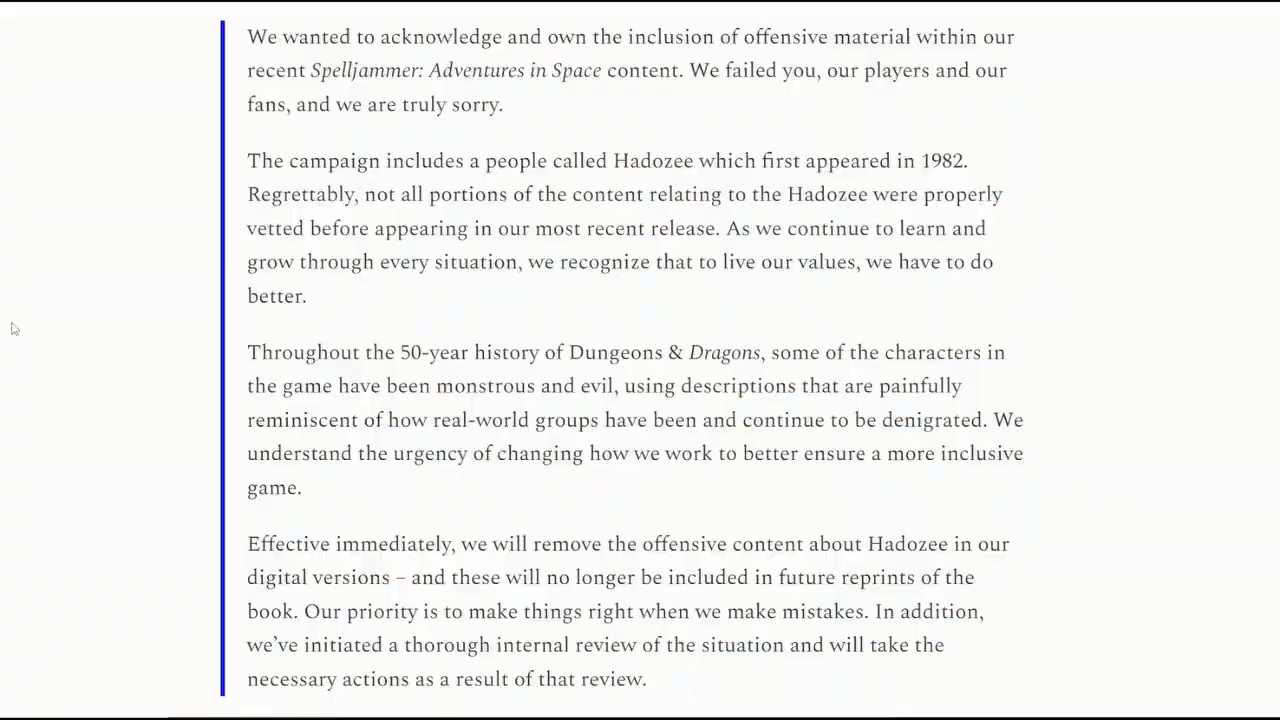 We wanted to acknowledge and own the inclusion of offensive material within our
recent Spelljammer: Adventures in Space content. We failed you, our players and our
fans, and we are truly sorry.
The campaign includes a people called Hadozee which first appeared in 1982.
Regrettably, not all portions of the content relating to the Hadozee were properly
vetted before appearing in our most recent release. As we continue to learn and
grow through every situation, we recognize that to live our values, we have to do
better.
Throughout the 50-year history of Dungeons & Dragons, some of the characters in
the game have been monstrous and evil, using descriptions that are painfully
reminiscent of how real-world groups have been and continue to be denigrated. We
understand the urgency of changing how we work to better ensure a more inclusive
game.
Effective immediately, we will remove the offensive content about Hadozee in our
digital versions – and these will no longer be included in future reprints of the
book. Our priority is to make things right when we make mistakes. In addition,
we’ve initiated a thorough internal review of the situation and will take the
necessary actions as a result of that review.